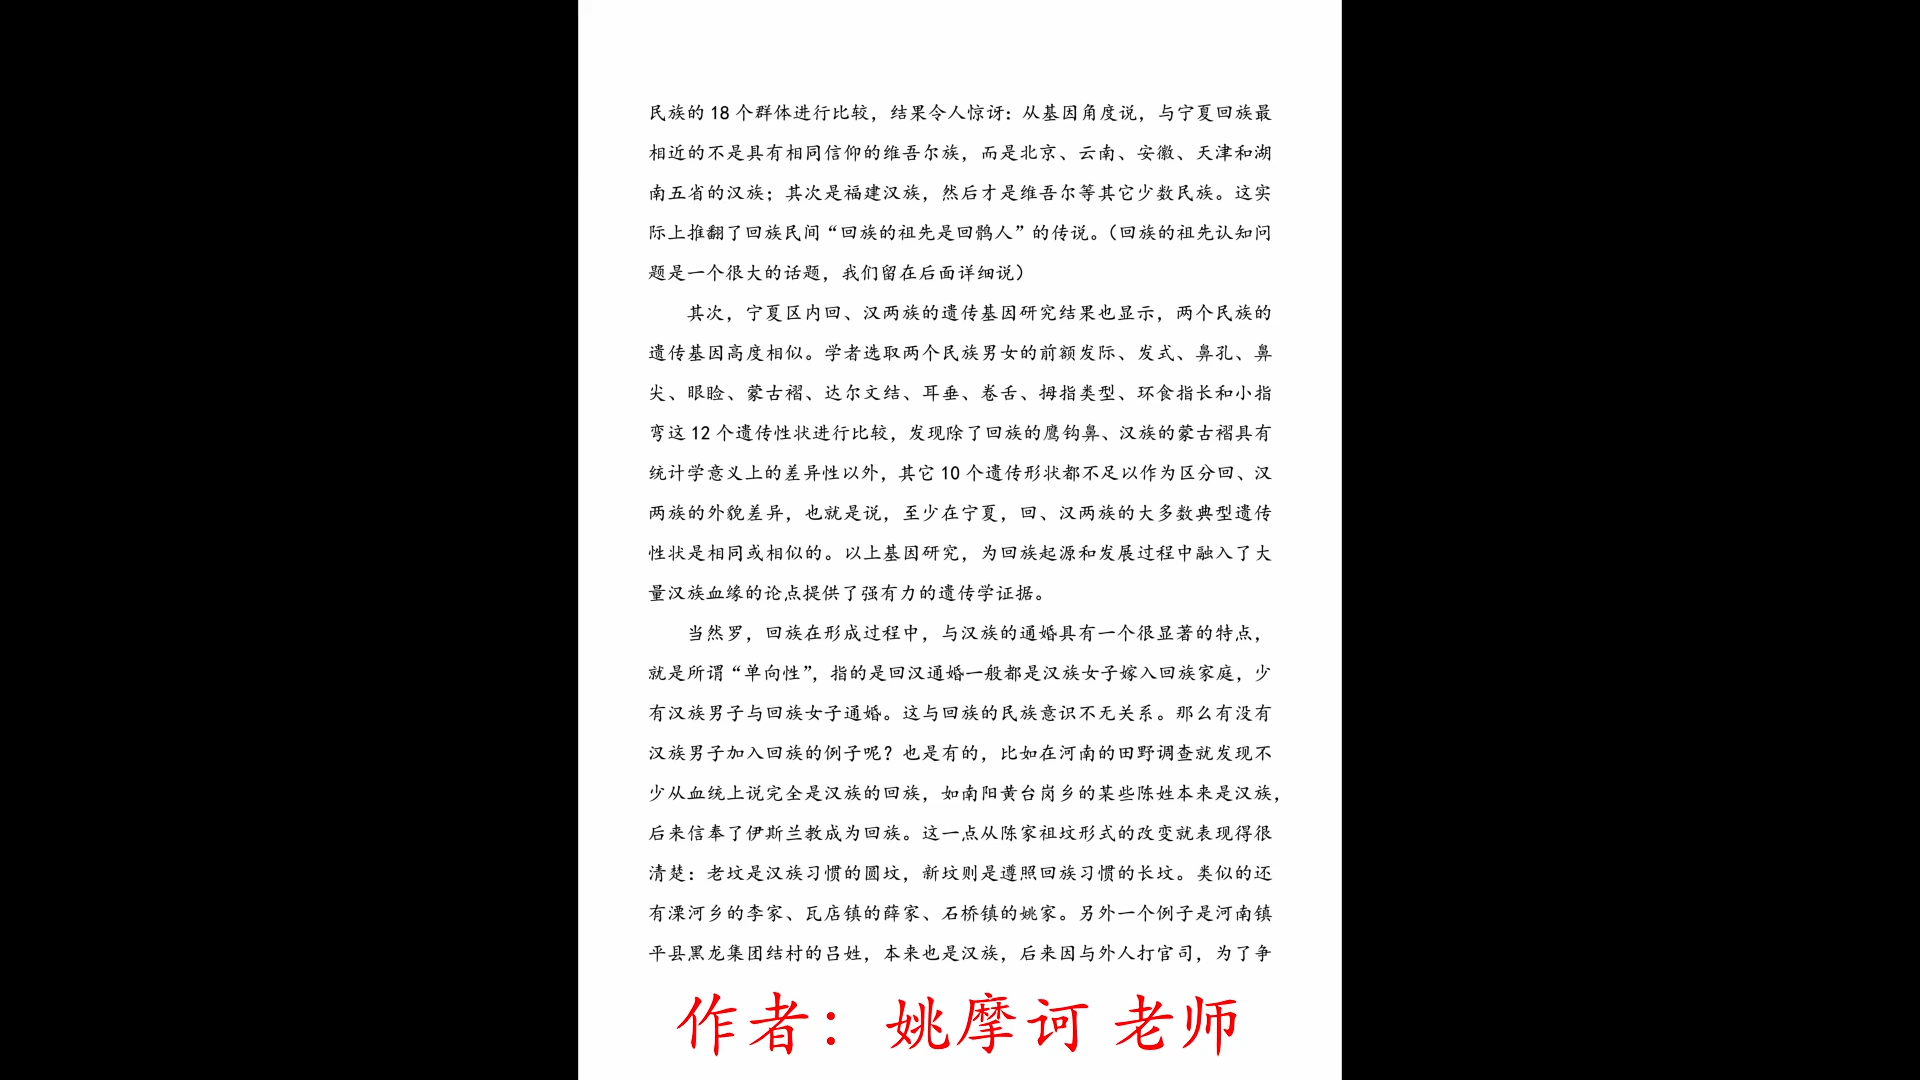 民族的 18 个群体进行比较，结果令人惊讶：从基因角度说，与宁夏回族最
相近的不是具有相同信仰的维吾尔族，而是北京、云南、安徽、天津和湖
南五省的汉族；其次是福建汉族，然后才是维吾尔等其它少数民族。这实
际上推翻了回族民间“回族的祖先是回鹘人”的传说。（回族的祖先认知问
题是一个很大的话题，我们留在后面详细说）
其次，宁夏区内回、汉两族的遗传基因研究结果也显示，两个民族的
遗传基因高度相似。学者选取两个民族男女的前额发际、发式、鼻孔、鼻
尖、眼睑、蒙古褶、达尔文结、耳垂、卷舌、拇指类型、环食指长和小指
弯这 12 个遗传性状进行比较，发现除了回族的鹰钩鼻、汉族的蒙古褶具有
统计学意义上的差异性以外，其它 10 个遗传形状都不足以作为区分回、汉
两族的外貌差异，也就是说，至少在宁夏，回、汉两族的大多数典型遗传
性状是相同或相似的。以上基因研究，为回族起源和发展过程中融入了大
量汉族血缘的论点提供了强有力的遗传学证据。
当然罗，回族在形成过程中，与汉族的通婚具有一个很显著的特点，
就是所谓“单向性”，指的是回汉通婚一般都是汉族女子嫁入回族家庭，少
有汉族男子与回族女子通婚。这与回族的民族意识不无关系。那么有没有
汉族男子加入回族的例子呢？也是有的，比如在河南的田野调查就发现不
少从血统上说完全是汉族的回族，如南阳黄台岗乡的某些陈姓本来是汉族，
后来信奉了伊斯兰教成为回族。这一点从陈家祖坟形式的改变就表现得很
清楚：老坟是汉族习惯的圆坟，新坟则是遵照回族习惯的长坟。类似的还
有溧河乡的李家、瓦店镇的薛家、石桥镇的姚家。另外一个例子是河南镇
平县黑龙集团结村的吕姓，本来也是汉族，后来因与外人打官司，为了争
作者：姚摩诃 老师